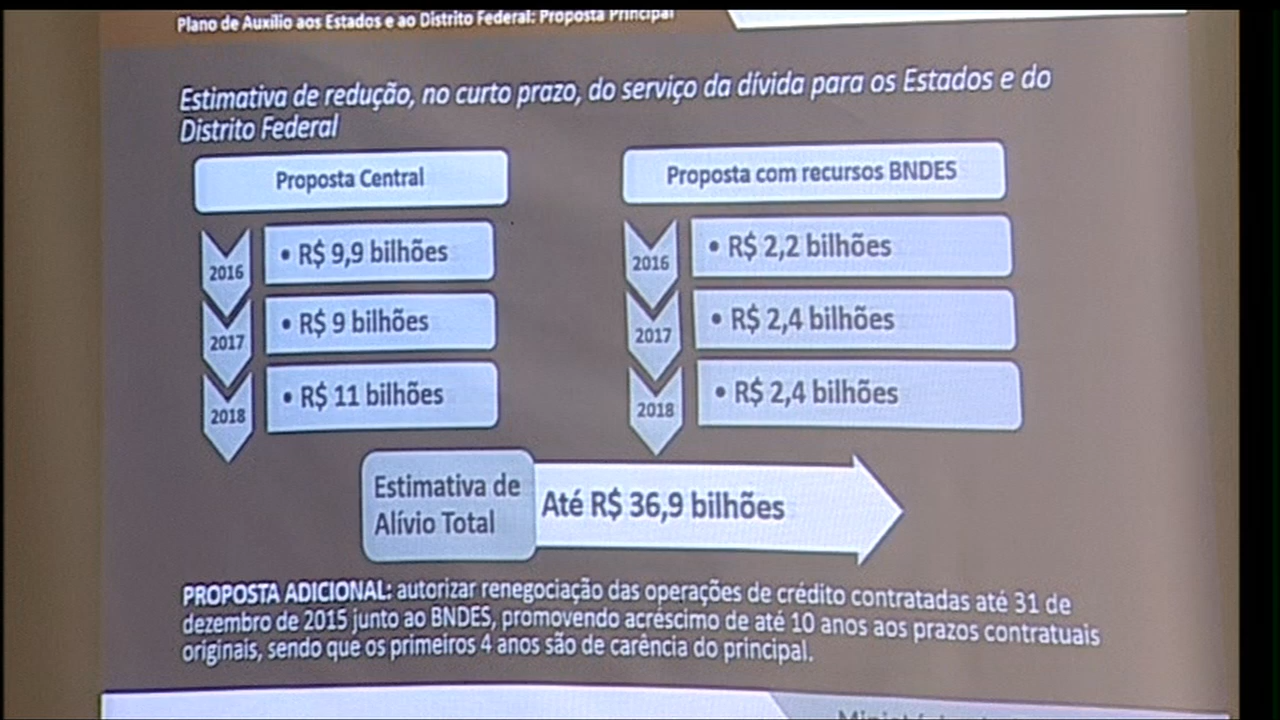 Plano de Auxílio aos Estados e ao Distrito Federal: Proposta Principal
Estimativa de redução, no curto prazo, do serviço da dívida para os Estados e do
Distrito Federal
Proposta Central
2016
• R$ 9,9 bilhões
2017
• R$ 9 bilhões
2018
• R$ 11 bilhões
Proposta com recursos BNDES
2016
• R$ 2,2 bilhões
2017
• R$ 2,4 bilhões
2018
• R$ 2,4 bilhões
Estimativa de
Alívio Total
Até R$ 36,9 bilhões
PROPOSTA ADICIONAL: autorizar renegociação das operações de crédito contratadas até 31 de
dezembro de 2015 junto ao BNDES, promovendo acréscimo de até 10 anos aos prazos contratuais
originais, sendo que os primeiros 4 anos são de carência do principal.